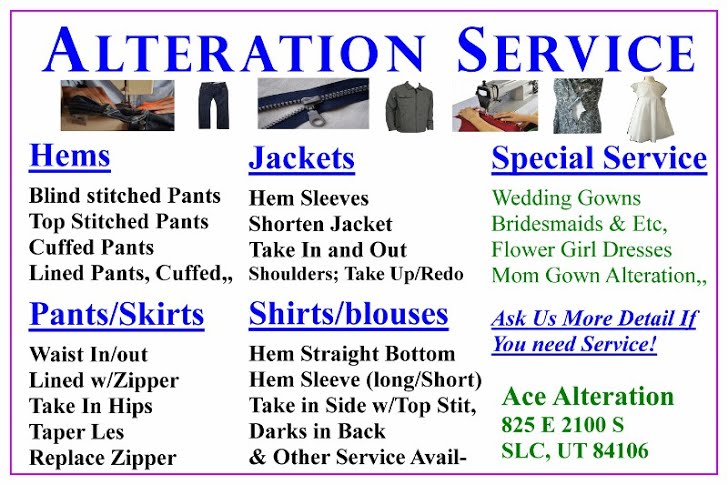 ALTERATION SERVICE
Hems
Blind stitched Pants
Top Stitched Pants
Cuffed Pants
Lined Pants, Cuffed,,
Jackets
Hem Sleeves
Shorten Jacket
Take In and Out
Shoulders; Take Up/Redo
Special Service
Wedding Gowns
Bridesmaids & Etc,
Flower Girl Dresses
Mom Gown Alteration,,
Pants/Skirts
Waist In/out
Lined w/Zipper
Take In Hips
Taper Les
Replace Zipper
Shirts/blouses
Hem Straight Bottom
Hem Sleeve (long/Short)
Take in Side w/Top Stit,
Darks in Back
& Other Service Avail-
Ask Us More Detail If
You need Service!
Ace Alteration
825 E 2100 S
SLC, UT 84106